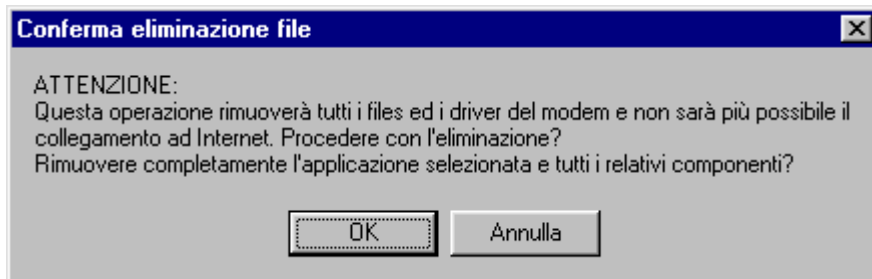 Conferma eliminazione file
ATTENZIONE:
Questa operazione rimuoverà tutti i files ed i driver del modem e non sarà più possibile il
collegamento ad Internet. Procedere con l'eliminazione?
Rimuovere completamente l'applicazione selezionata e tutti i relativi componenti?
OK
Annulla